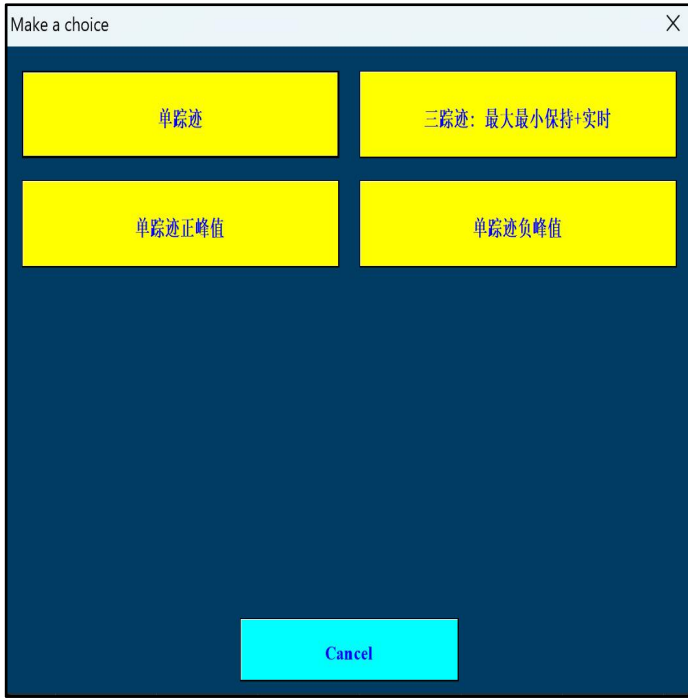 Make a choice
X
单踪迹
三踪迹：最大最小保持+实时
单踪迹正峰值
单踪迹负峰值
Cancel